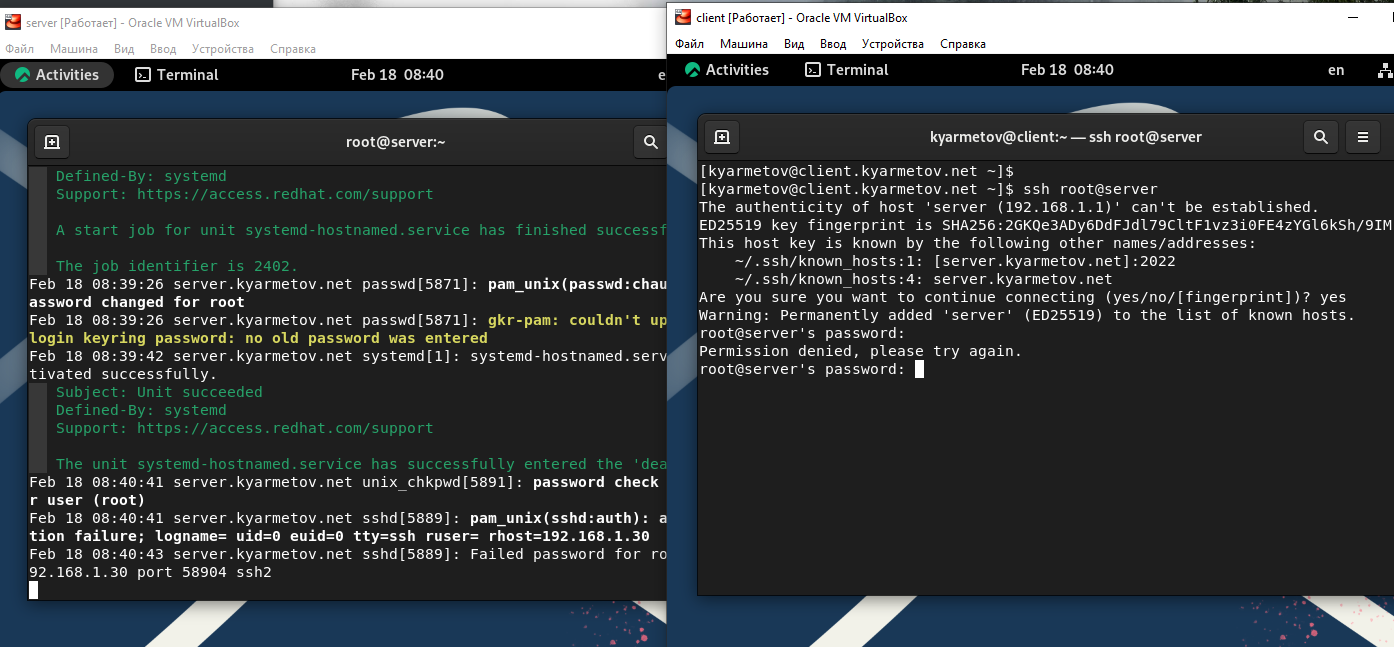 server [Работает] - Oracle VM VirtualBox
Файл Машина Вид Ввод Устройства Справка
Activities Terminal Feb 18 08:40 e
root@server:~
Defined-By: systemd
Support: https://access.redhat.com/support
A start job for unit systemd-hostnamed.service has finished successf
The job identifier is 2402.
Feb 18 08:39:26 server.kyarmetov.net passwd[5871]: pam_unix(passwd:chau
assword changed for root
Feb 18 08:39:26 server.kyarmetov.net passwd[5871]: gkr-pam: couldn't up
login keyring password: no old password was entered
Feb 18 08:39:42 server.kyarmetov.net systemd[1]: systemd-hostnamed.serv
tivated successfully.
Subject: Unit succeeded
Defined-By: systemd
Support: https://access.redhat.com/support
The unit systemd-hostnamed.service has successfully entered the 'dea
Feb 18 08:40:41 server.kyarmetov.net unix_chkpwd[5891]: password check
r user (root)
Feb 18 08:40:41 server.kyarmetov.net sshd[5889]: pam_unix(sshd:auth): a
tion failure; logname= uid=0 euid=0 tty=ssh ruser= rhost=192.168.1.30
Feb 18 08:40:43 server.kyarmetov.net sshd[5889]: Failed password for ro
92.168.1.30 port 58904 ssh2
client [Работает] - Oracle VM VirtualBox
Файл Машина Вид Ввод Устройства Справка
Activities Terminal Feb 18 08:40 en
kyarmetov@client:~ — ssh root@server
[kyarmetov@client.kyarmetov.net ~]$
[kyarmetov@client.kyarmetov.net ~]$ ssh root@server
The authenticity of host 'server (192.168.1.1)' can't be established.
ED25519 key fingerprint is SHA256:2GKQe3ADy6DdFJdl79CltF1vz3i0FE4zYGl6kSh/9IM
This host key is known by the following other names/addresses:
~/.ssh/known_hosts:1: [server.kyarmetov.net]:2022
~/.ssh/known_hosts:4: server.kyarmetov.net
Are you sure you want to continue connecting (yes/no/[fingerprint])? yes
Warning: Permanently added 'server' (ED25519) to the list of known hosts.
root@server's password:
Permission denied, please try again.
root@server's password: